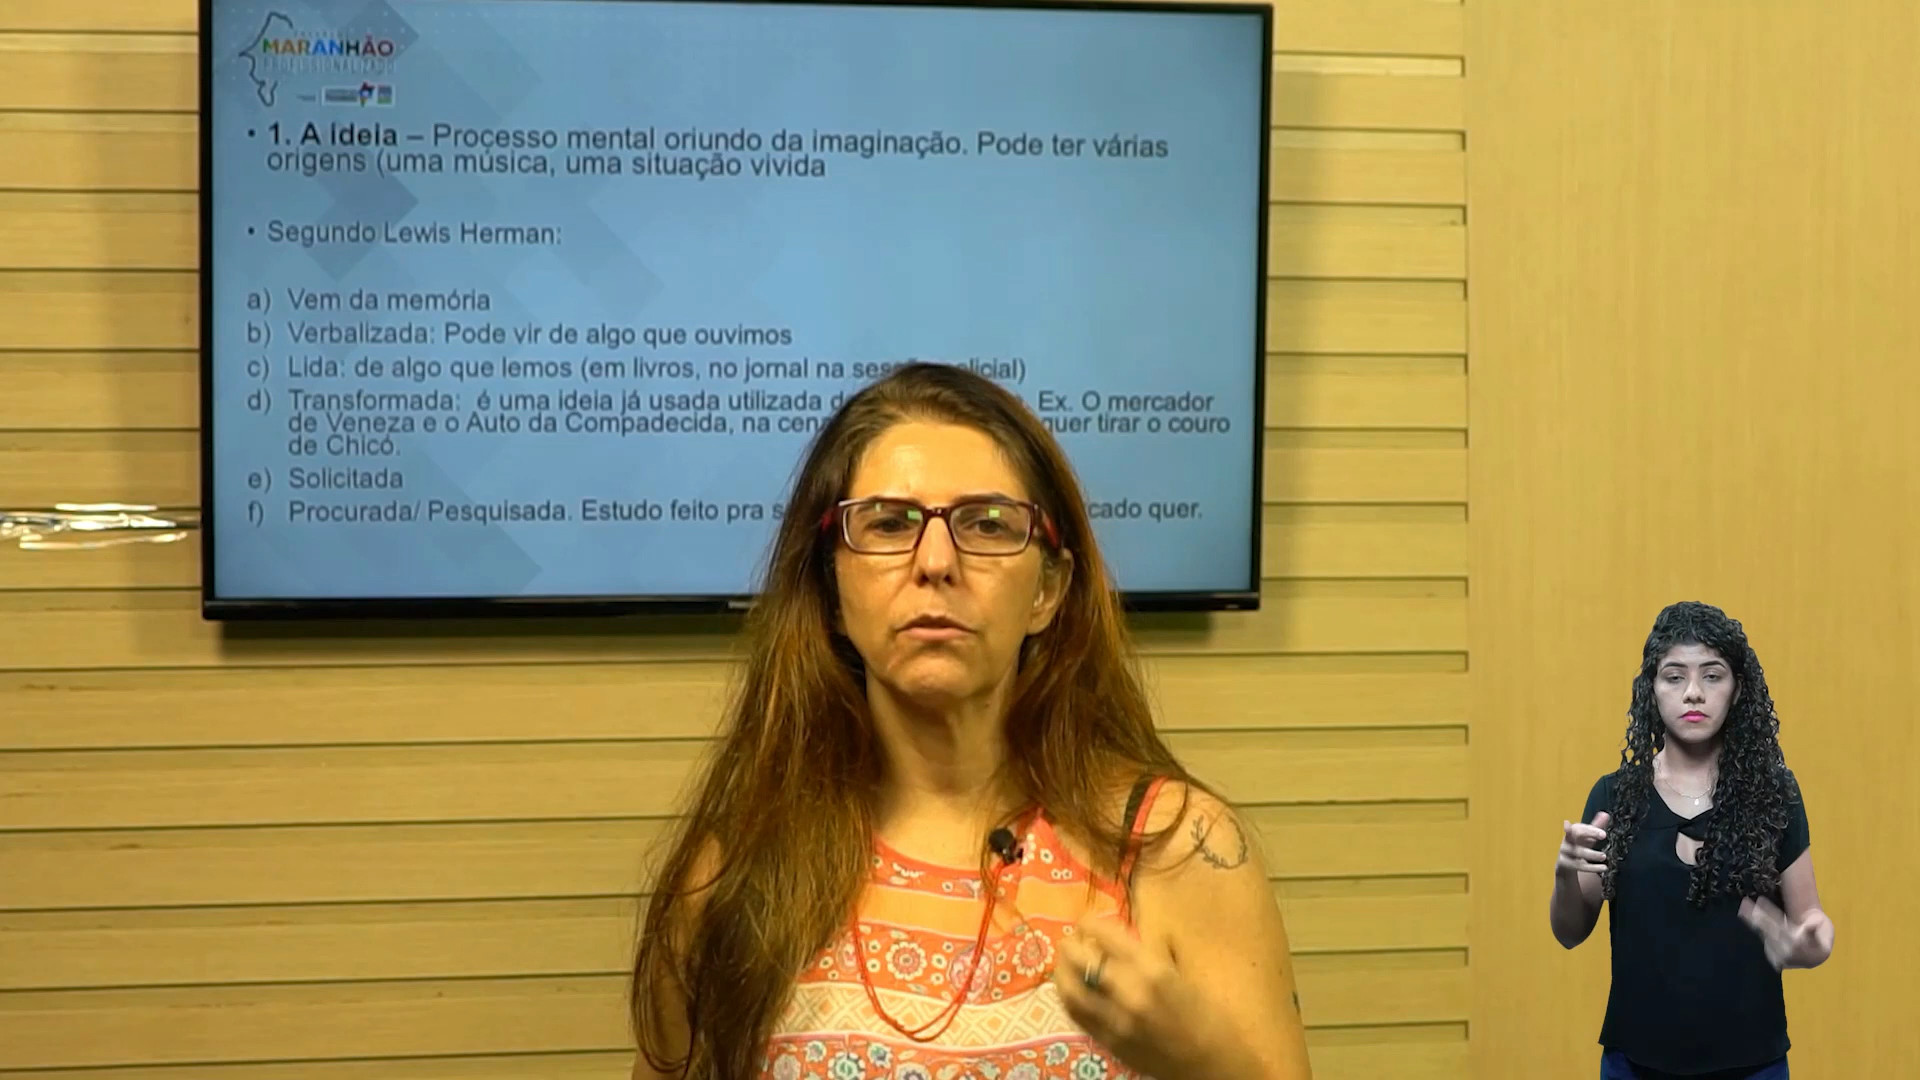 MARANHÃO
PROFISSIONALIZADO
• 1. A ideia – Processo mental oriundo da imaginação. Pode ter várias
origens (uma música, uma situação vivida
• Segundo Lewis Herman:
a) Vem da memória
b) Verbalizada: Pode vir de algo que ouvimos
c) Lida: de algo que lemos (em livros, no jornal na
d) Transformada: é uma ideia já usada utilizada Ex. O mercador
de Veneza e o Auto da Compadecida, na tirar o couro
de Chicó.
e) Solicitada
f) Procurada/ Pesquisada. Estudo feito pra quer.